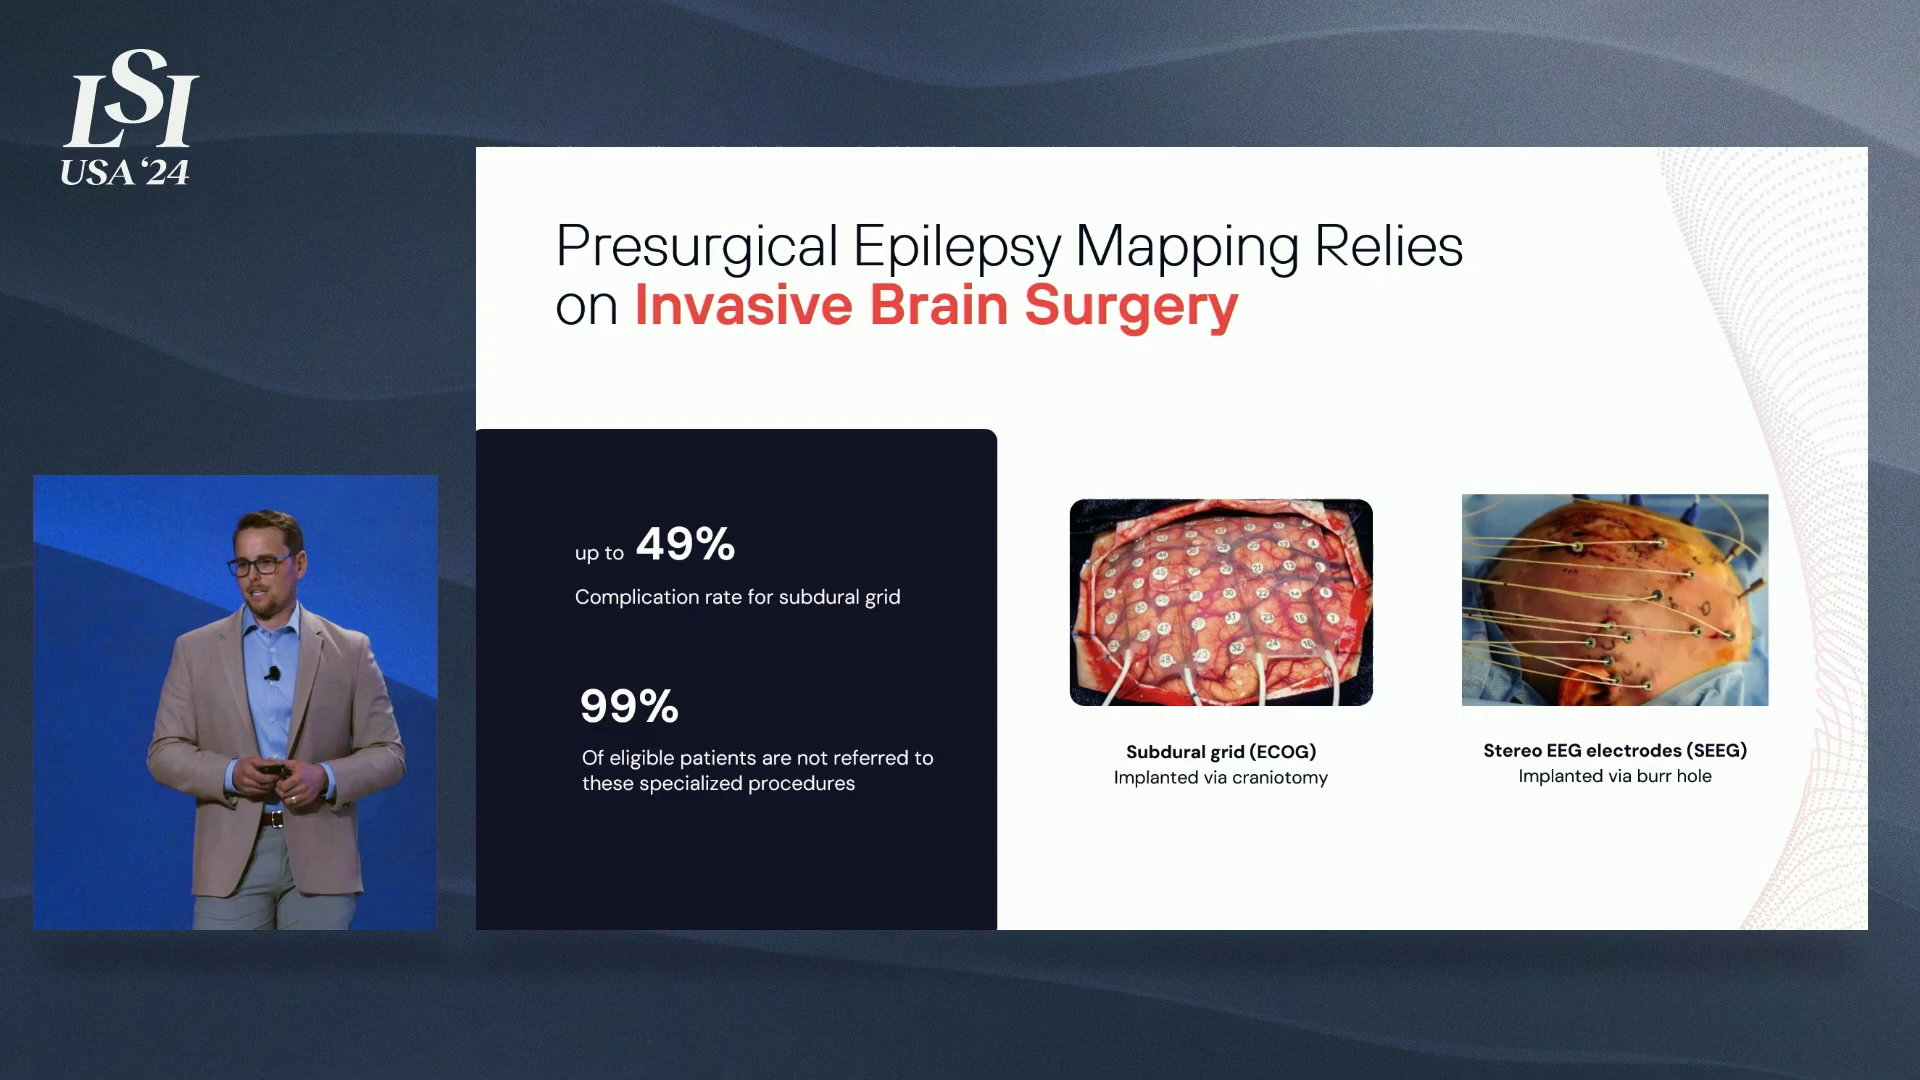 LSI
USA '24
Presurgical Epilepsy Mapping Relies
on Invasive Brain Surgery
up to 49%
Complication rate for subdural grid
99%
Of eligible patients are not referred to
these specialized procedures
Subdural grid (ECOG)
Implanted via craniotomy
Stereo EEG electrodes (SEEG)
Implanted via burr hole